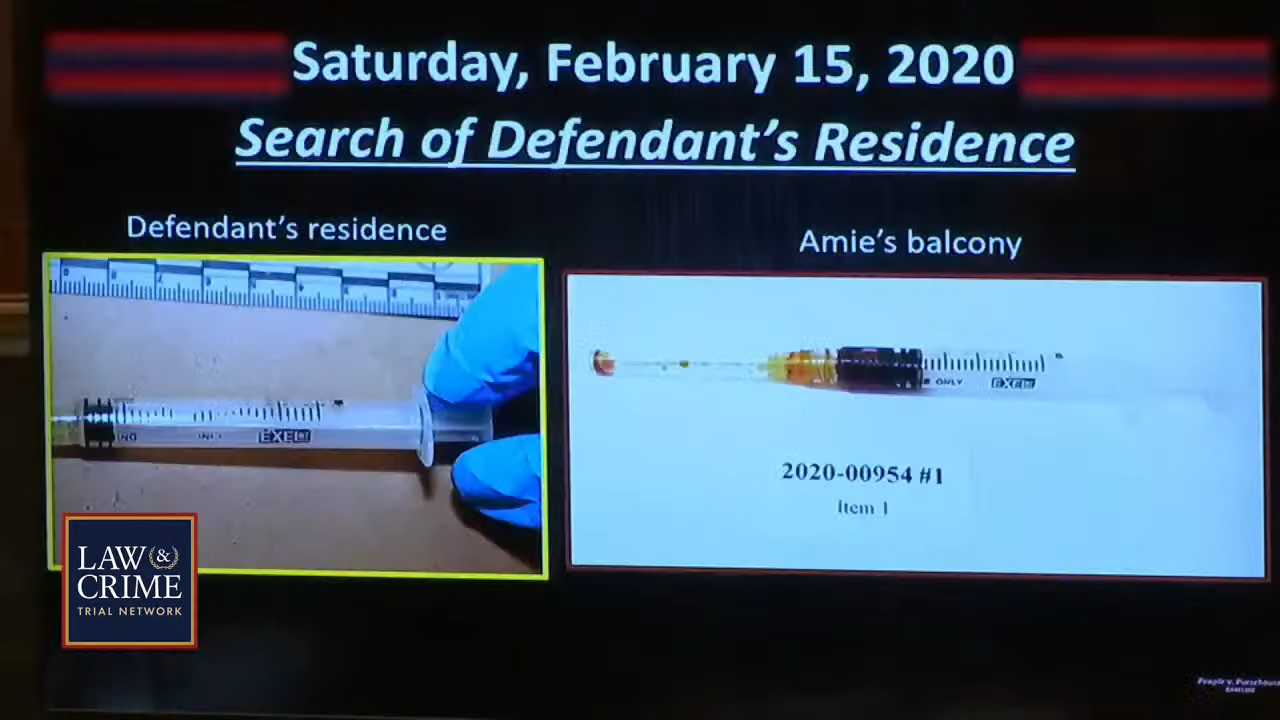 Saturday, February 15, 2020
Search of Defendant's Residence
Defendant's residence
Amie's balcony
EXEL
ONLY
EXEL
2020-00954 #1
Item 1
LAW &
CRIME
TRIAL NETWORK